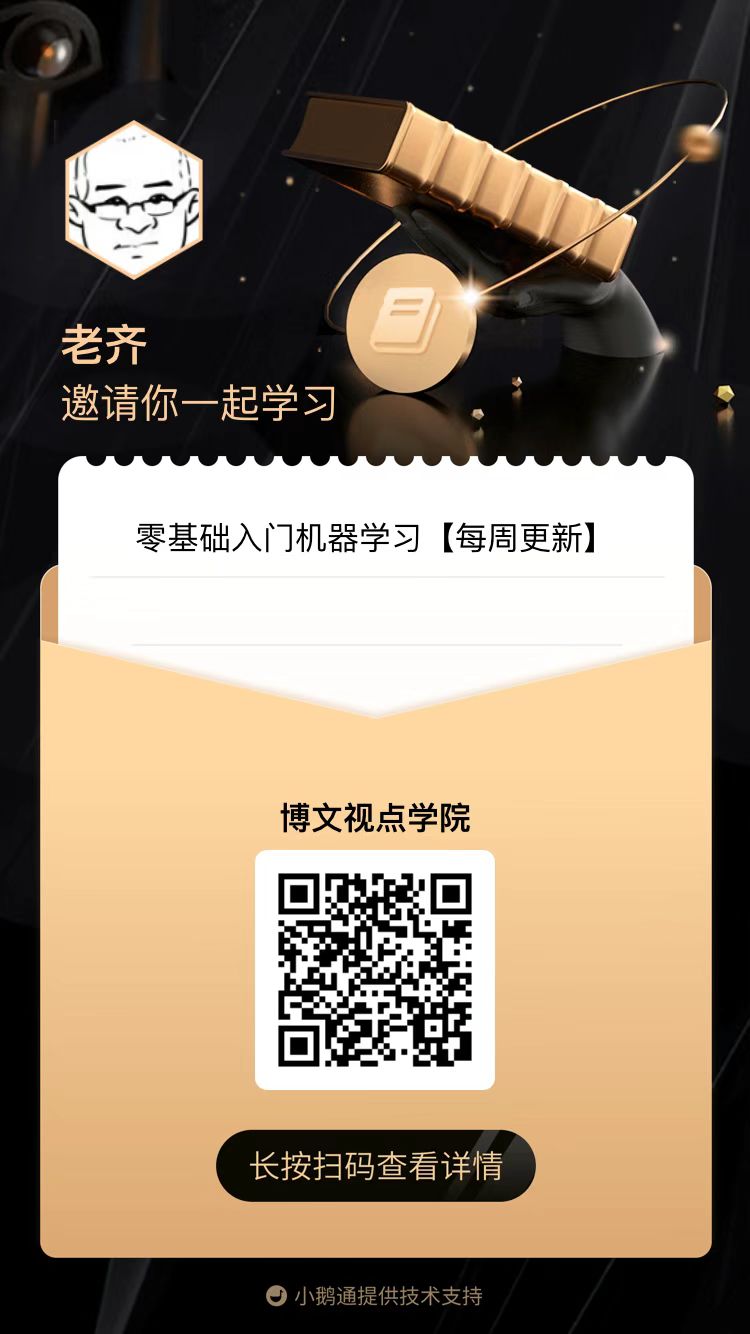 老齐
邀请你一起学习
零基础入门机器学习【每周更新】
博文视点学院
长按扫码查看详情
小鹅通提供技术支持